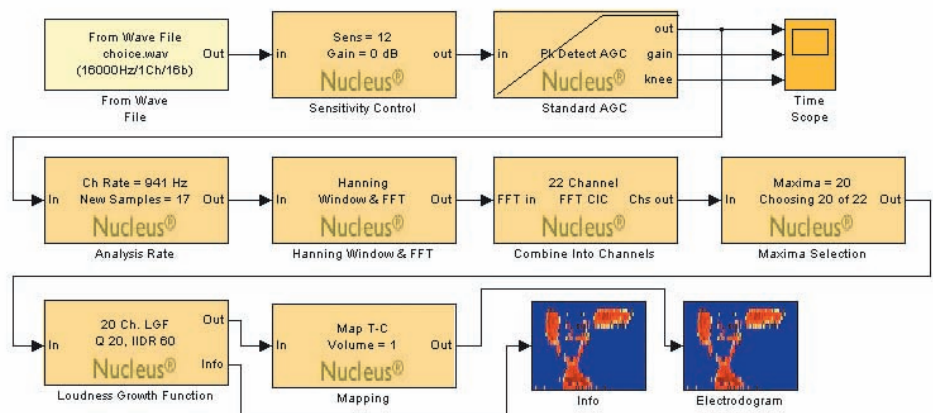 From Wave File
choice.wav
(16000Hz/1Ch/16b)
Out
From Wave
File
in
Sens = 12
Gain = 0 dB
out
Nucleus®
Sensitivity Control
in
Pk Detect AGC
out
gain
knee
Nucleus®
Standard AGC
Time
Scope
In
Ch Rate = 941 Hz
New Samples = 17
Out
Nucleus®
Analysis Rate
In
Hanning
Window & FFT
Out
Nucleus®
Hanning Window & FFT
FFT in
22 Channel
FFT CIC
Chs out
Nucleus®
Combine Into Channels
In
Maxima = 20
Choosing 20 of 22
Out
Nucleus®
Maxima Selection
In
20 Ch. LGF
Q 20, IIDR 60
Out
Info
Nucleus®
Loudness Growth Function
In
Map T-C
Volume = 1
Out
Nucleus®
Mapping
Info
Electrodogram